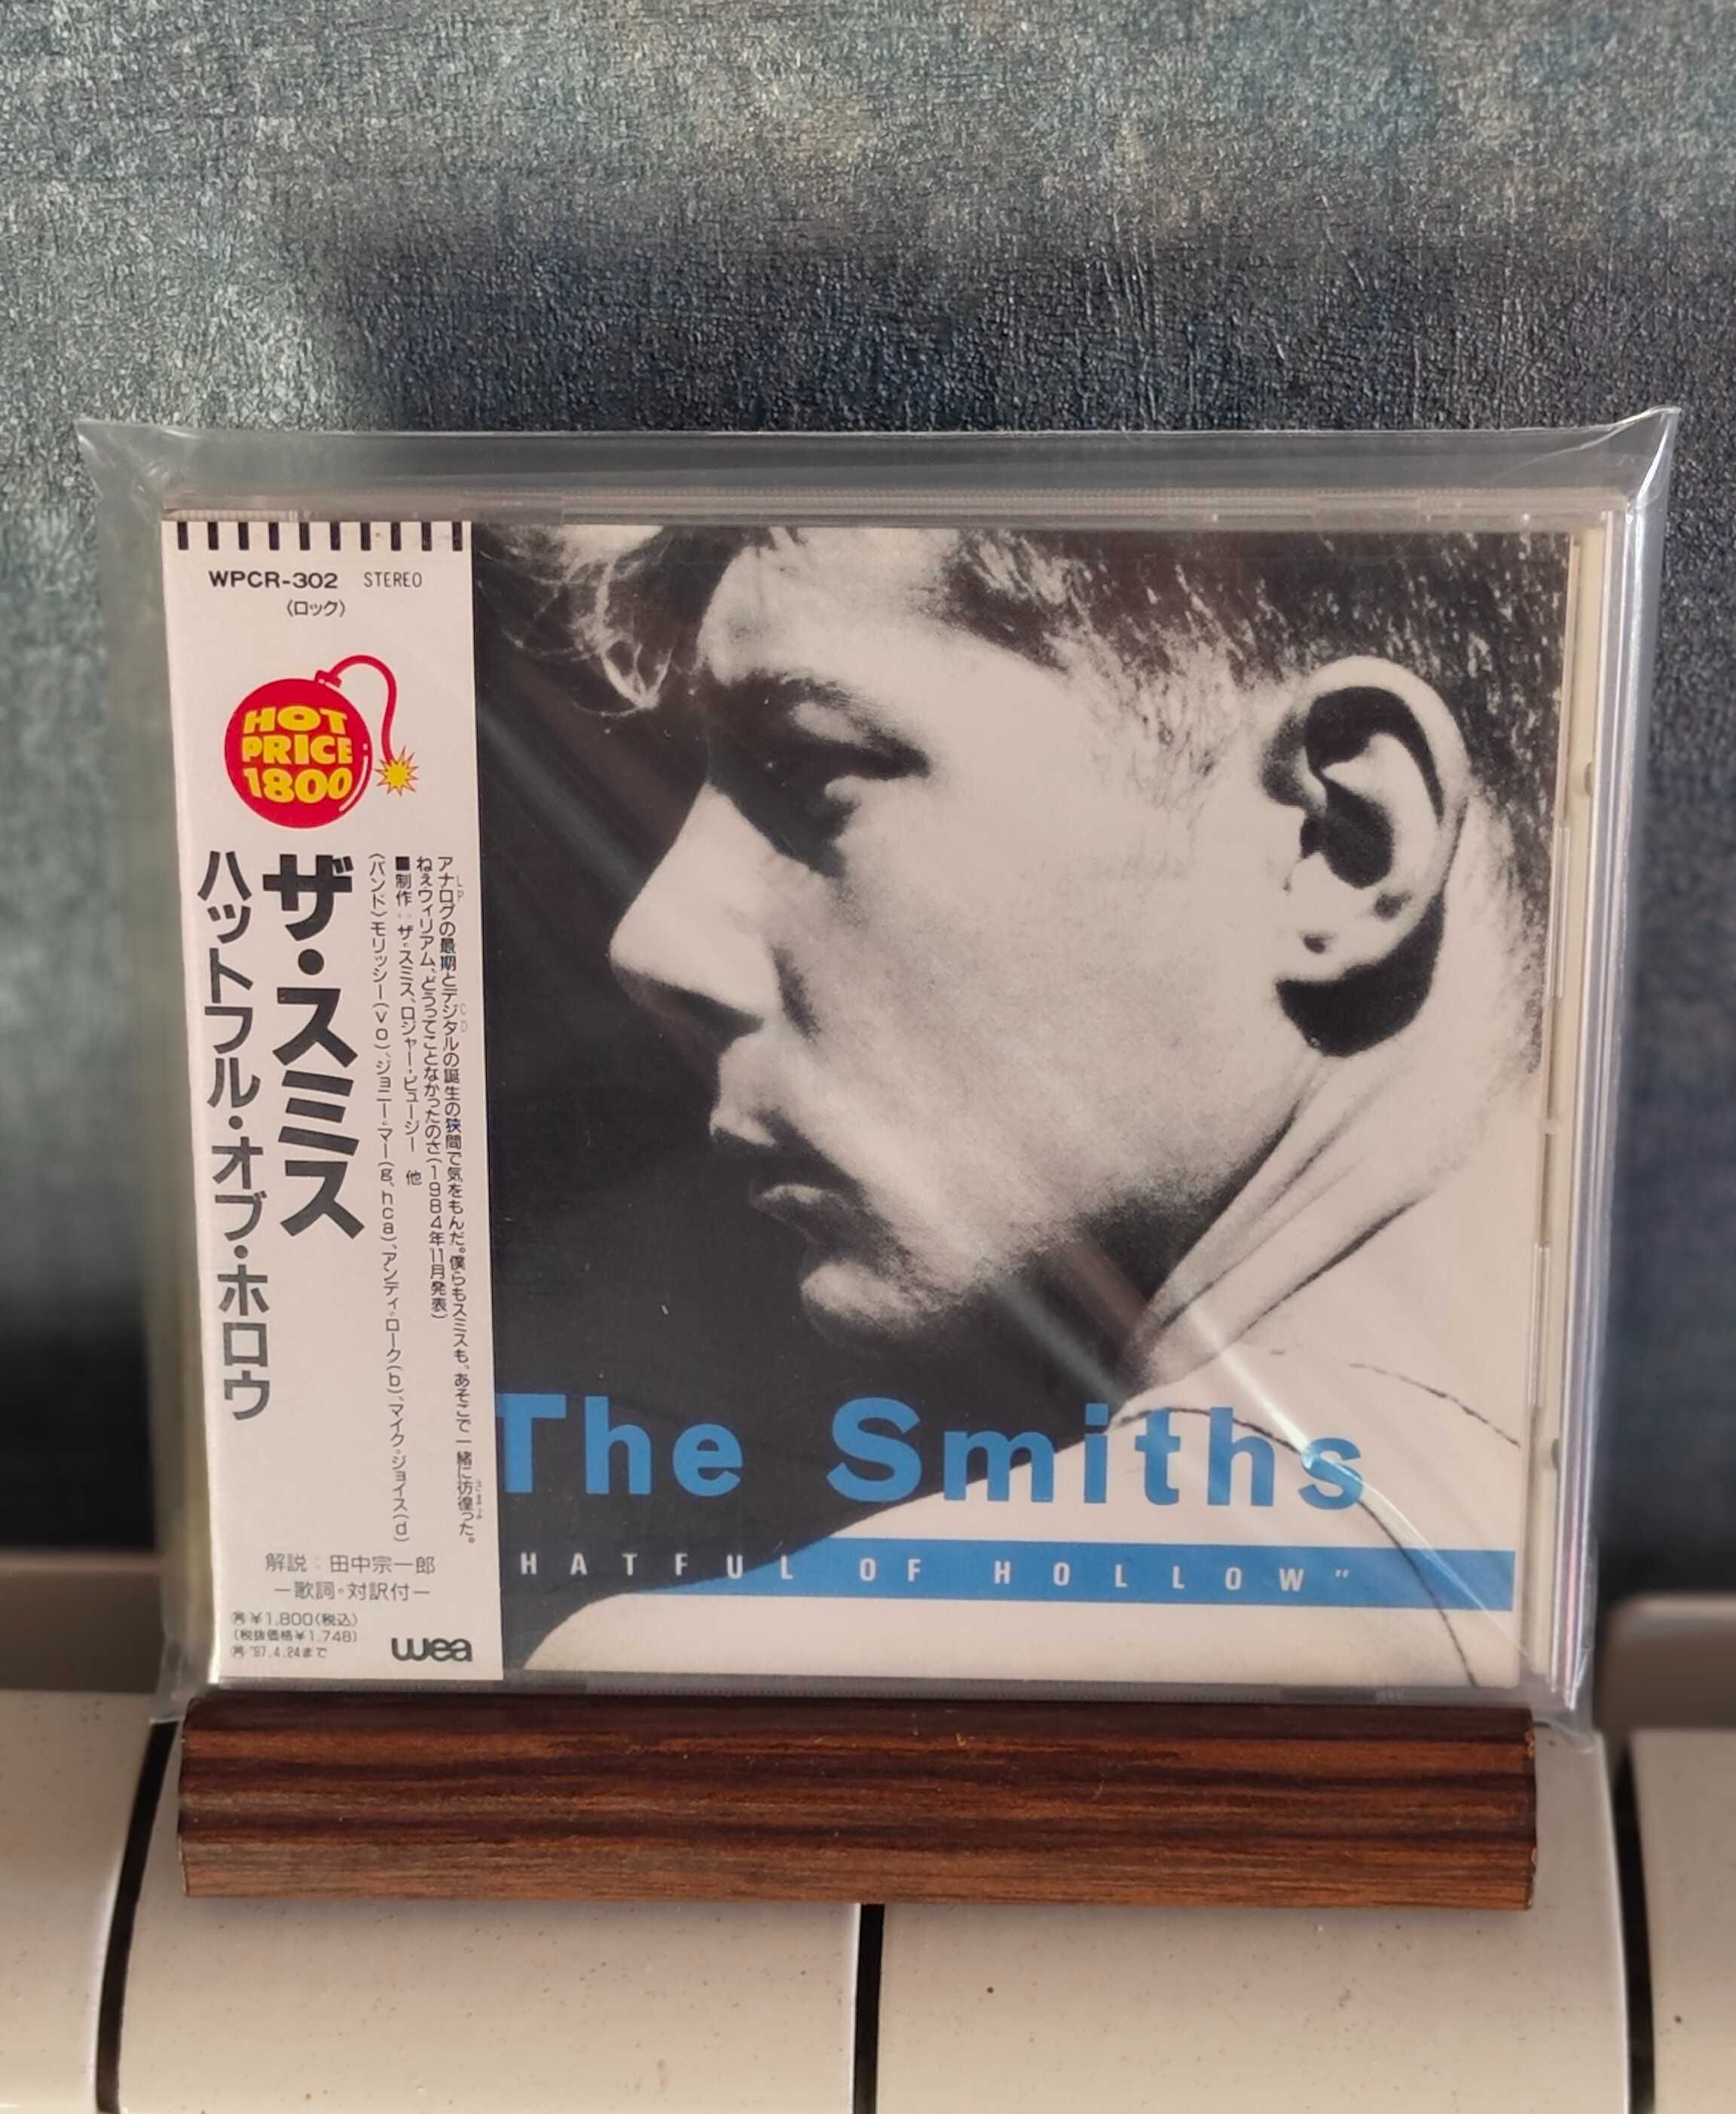 WPCR-302 STEREO
〈ロック〉
HOT
PRICE
1800
アナログの最期とデジタルの誕生の狭間で気をもんだ。僕らもスミスも、あそこで一緒に彷徨った。
LP
CD
さまよ
ねぇウィリアム、どうってことなかったのさ(1984年11月発表)
■制作:ザ・スミス、ロジャー・ピュージー 他
〈バンド〉モリッシー(vo)、ジョニー・マー(g、hca)、アンディ・ローク(b)、マイク・ジョイス(d)
ザ・スミス
ハットフル・オブ・ホロウ
解説:田中宗一郎
―歌詞・対訳付―
¥1,800(税込)
(税抜価格¥1,748)
'97.4.24まで
wea
The Smiths
HATFUL OF HOLLOW"